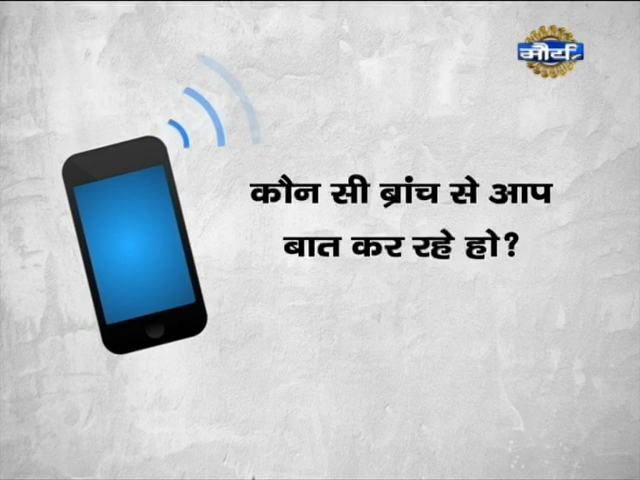 मौर्य
कौन सी ब्रांच से आप
बात कर रहे हो?